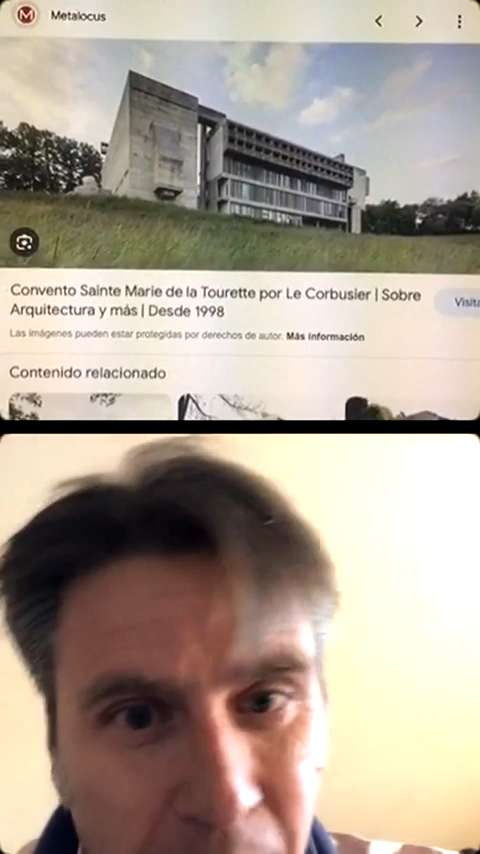 M Metalocus
Convento Sainte Marie de la Tourette por Le Corbusier | Sobre
Arquitectura y más | Desde 1998
Visita
Las imágenes pueden estar protegidas por derechos de autor. Más información
Contenido relacionado